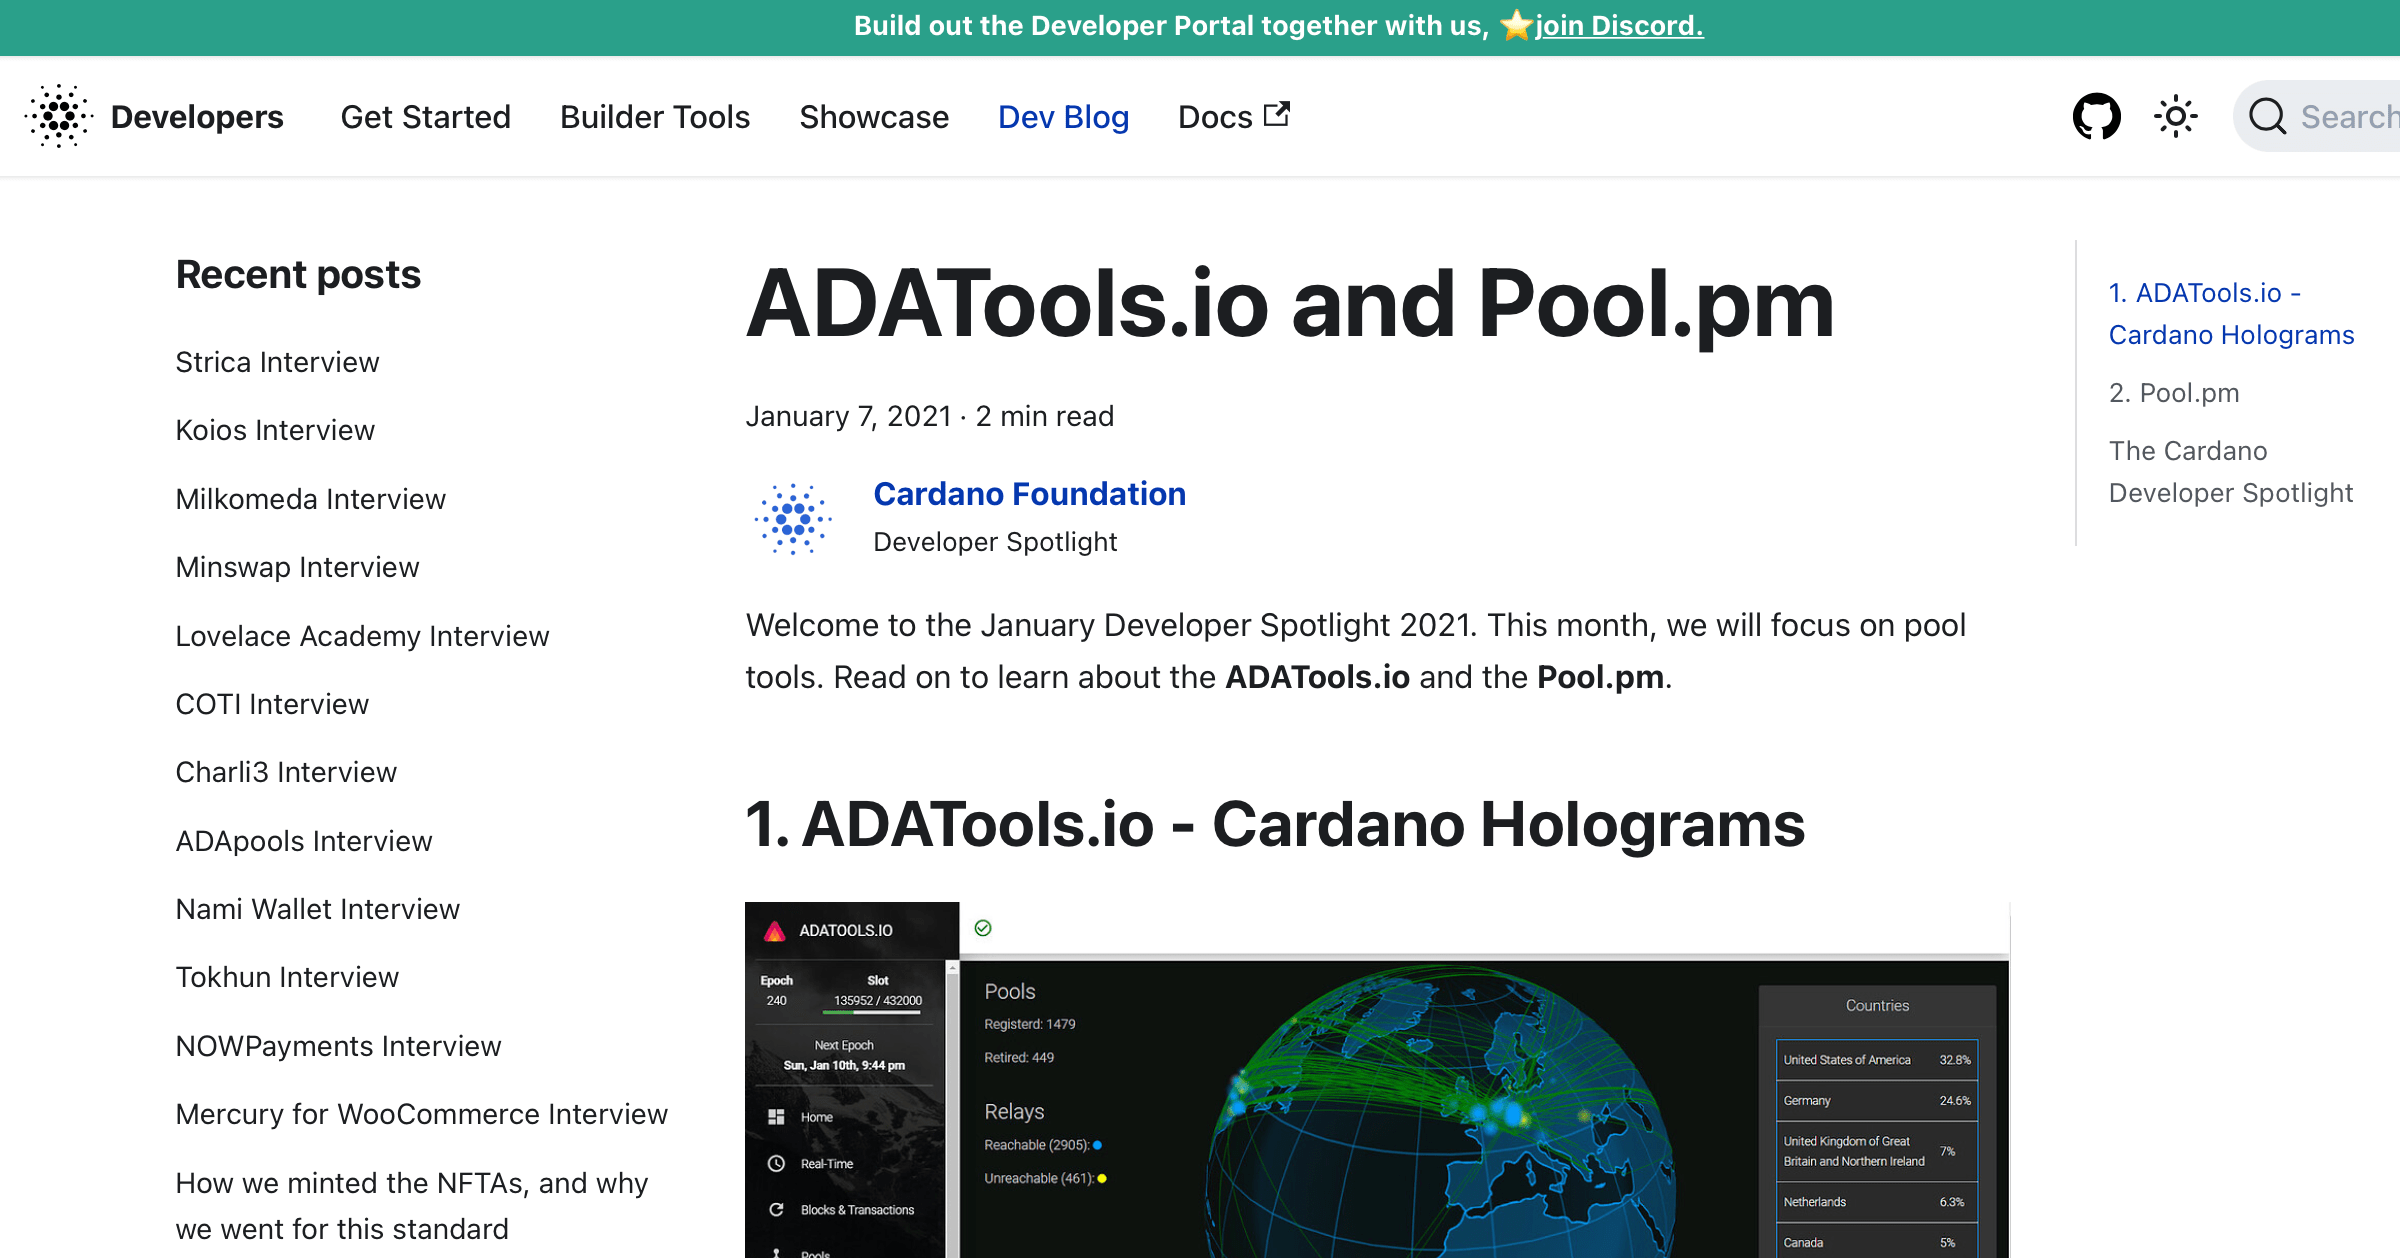 Build out the Developer Portal together with us, ⭐️join Discord.
Developers
Get Started
Builder Tools
Showcase
Dev Blog
Docs
Search
Recent posts
Strica Interview
Koios Interview
Milkomeda Interview
Minswap Interview
Lovelace Academy Interview
COTI Interview
Charli3 Interview
ADApools Interview
Nami Wallet Interview
Tokhun Interview
NOWPayments Interview
Mercury for WooCommerce Interview
How we minted the NFTAs, and why
we went for this standard
ADATools.io and Pool.pm
January 7, 2021 · 2 min read
Cardano Foundation
Developer Spotlight
Welcome to the January Developer Spotlight 2021. This month, we will focus on pool
tools. Read on to learn about the ADATools.io and the Pool.pm.
1. ADATools.io - Cardano Holograms
ADATOOLS.IO
Epoch
Slot
240
135952 / 432000
Next Epoch
Sun, Jan 10th, 9:44 pm
Home
Real-Time
Blocks & Transactions
Pools
Pools
Registerd: 1479
Retired: 449
Relays
Reachable (2905):
Unreachable (461):
Countries
United States of America 32.8%
Germany 24.6%
United Kingdom of Great
Britain and Northern Ireland 7%
Netherlands 6.3%
Canada 5%
1. ADATools.io -
Cardano Holograms
2. Pool.pm
The Cardano
Developer Spotlight